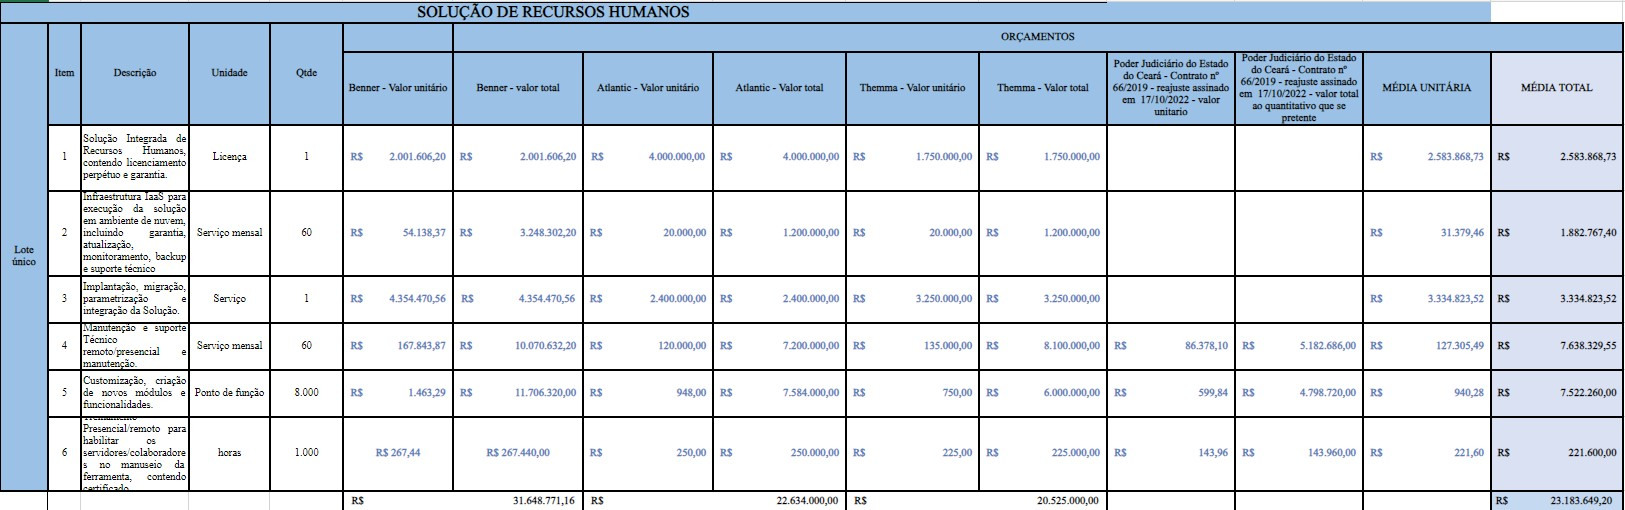 SOLUÇÃO DE RECURSOS HUMANOS
ORÇAMENTOS
Lote
único
Item
Descrição
Unidade
Qtde
Benner - Valor unitário
Benner - valor total
Atlantic - Valor unitário
Atlantic - Valor total
Themma - Valor unitário
Themma - Valor total
Poder Judiciário do Estado
do Ceará - Contrato nº
66/2019 - reajuste assinado
em 17/10/2022 - valor
unitario
Poder Judiciário do Estado
do Ceará - Contrato nº
66/2019 - reajuste assinado
em 17/10/2022 - valor total
ao quantitativo que se
pretente
MÉDIA UNITÁRIA
MÉDIA TOTAL
1
Solução Integrada de
Recursos Humanos,
contendo licenciamento
perpétuo e garantia.
Licença
1
R$ 2.001.606,20
R$ 2.001.606,20
R$ 4.000.000,00
R$ 4.000.000,00
R$ 1.750.000,00
R$ 1.750.000,00
R$ 2.583.868,73
R$ 2.583.868,73
2
Infraestrutura IaaS para
execução da solução
em ambiente de nuvem,
incluindo garantia,
atualização,
monitoramento, backup
e suporte técnico
Serviço mensal
60
R$ 54.138,37
R$ 3.248.302,20
R$ 20.000,00
R$ 1.200.000,00
R$ 20.000,00
R$ 1.200.000,00
R$ 31.379,46
R$ 1.882.767,40
3
Implantação, migração,
parametrização e
integração da Solução.
Serviço
1
R$ 4.354.470,56
R$ 4.354.470,56
R$ 2.400.000,00
R$ 2.400.000,00
R$ 3.250.000,00
R$ 3.250.000,00
R$ 3.334.823,52
R$ 3.334.823,52
4
Manutenção e suporte
Técnico
remoto/presencial e
manutenção.
Serviço mensal
60
R$ 167.843,87
R$ 10.070.632,20
R$ 120.000,00
R$ 7.200.000,00
R$ 135.000,00
R$ 8.100.000,00
R$ 86.378,10
R$ 5.182.686,00
R$ 127.305,49
R$ 7.638.329,55
5
Customização, criação
de novos módulos e
funcionalidades.
Ponto de função
8.000
R$ 1.463,29
R$ 11.706.320,00
R$ 948,00
R$ 7.584.000,00
R$ 750,00
R$ 6.000.000,00
R$ 599,84
R$ 4.798.720,00
R$ 940,28
R$ 7.522.260,00
6
Treinamento
Presencial/remoto para
habilitar os
servidores/colaboradore
s no manuseio da
ferramenta, contendo
certificado
horas
1.000
R$ 267,44
R$ 267.440,00
R$ 250,00
R$ 250.000,00
R$ 225,00
R$ 225.000,00
R$ 143,96
R$ 143.960,00
R$ 221,60
R$ 221.600,00
R$ 31.648.771,16
R$ 22.634.000,00
R$ 20.525.000,00
R$ 23.183.649,20